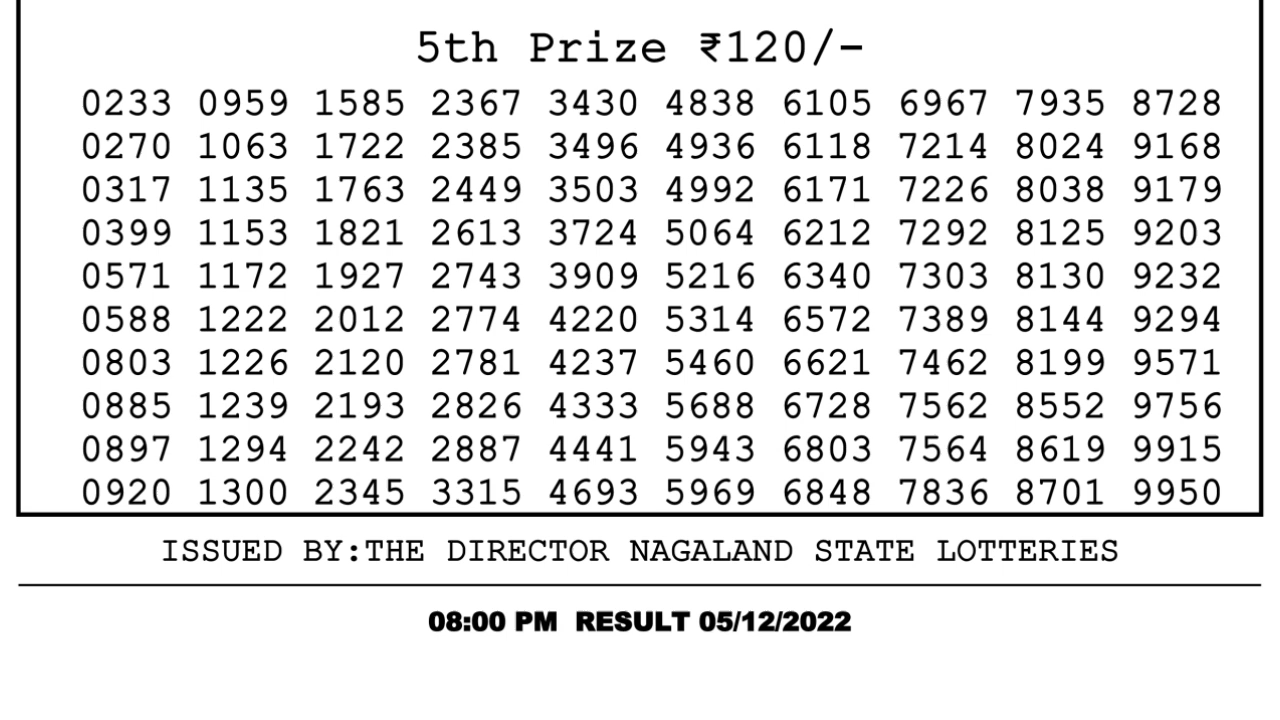 5th Prize ₹120/-
0233 0959 1585 2367 3430 4838 6105 6967 7935 8728
0270 1063 1722 2385 3496 4936 6118 7214 8024 9168
0317 1135 1763 2449 3503 4992 6171 7226 8038 9179
0399 1153 1821 2613 3724 5064 6212 7292 8125 9203
0571 1172 1927 2743 3909 5216 6340 7303 8130 9232
0588 1222 2012 2774 4220 5314 6572 7389 8144 9294
0803 1226 2120 2781 4237 5460 6621 7462 8199 9571
0885 1239 2193 2826 4333 5688 6728 7562 8552 9756
0897 1294 2242 2887 4441 5943 6803 7564 8619 9915
0920 1300 2345 3315 4693 5969 6848 7836 8701 9950
ISSUED BY:THE DIRECTOR NAGALAND STATE LOTTERIES
08:00 PM RESULT 05/12/2022